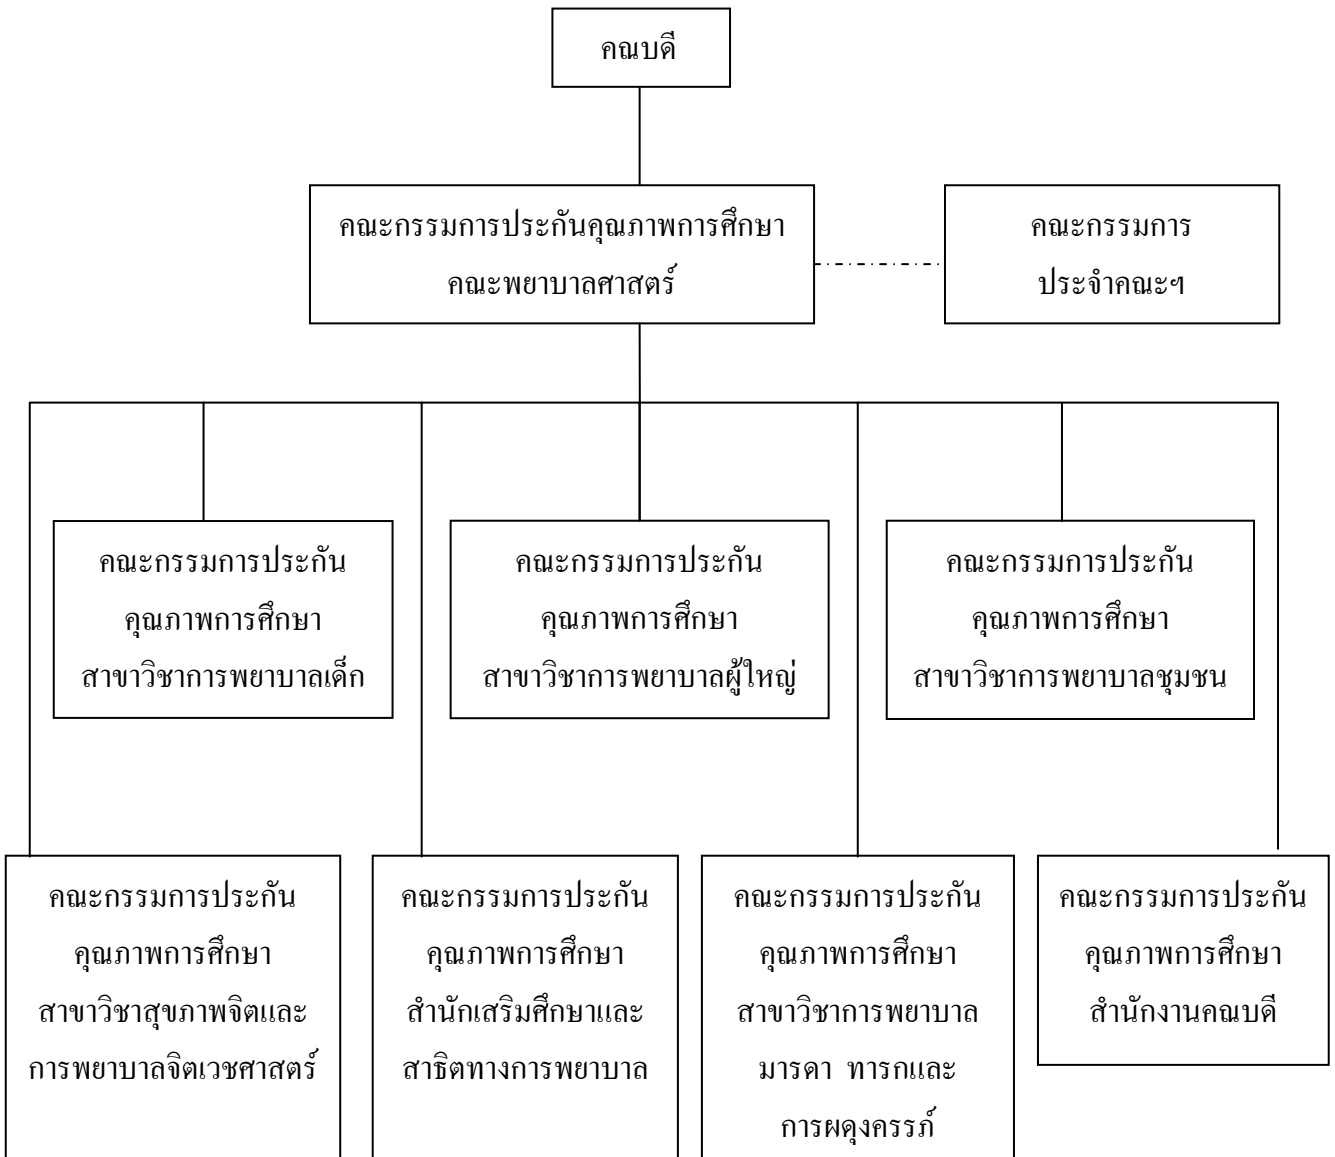 คณบดี
คณะกรรมการประกันคุณภาพการศึกษา
คณะพยาบาลศาสตร์
คณะกรรมการ
ประจำคณะฯ
คณะกรรมการประกัน
คุณภาพการศึกษา
สาขาวิชาการพยาบาลเด็ก
คณะกรรมการประกัน
คุณภาพการศึกษา
สาขาวิชาการพยาบาลผู้ใหญ่
คณะกรรมการประกัน
คุณภาพการศึกษา
สาขาวิชาการพยาบาลชุมชน
คณะกรรมการประกัน
คุณภาพการศึกษา
สาขาวิชาสุขภาพจิตและ
การพยาบาลจิตเวชศาสตร์
คณะกรรมการประกัน
คุณภาพการศึกษา
สำนักเสริมศึกษาและ
สาธิตทางการพยาบาล
คณะกรรมการประกัน
คุณภาพการศึกษา
สาขาวิชาการพยาบาล
มารดา ทารกและ
การผดุงครรภ์
คณะกรรมการประกัน
คุณภาพการศึกษา
สำนักงานคณบดี